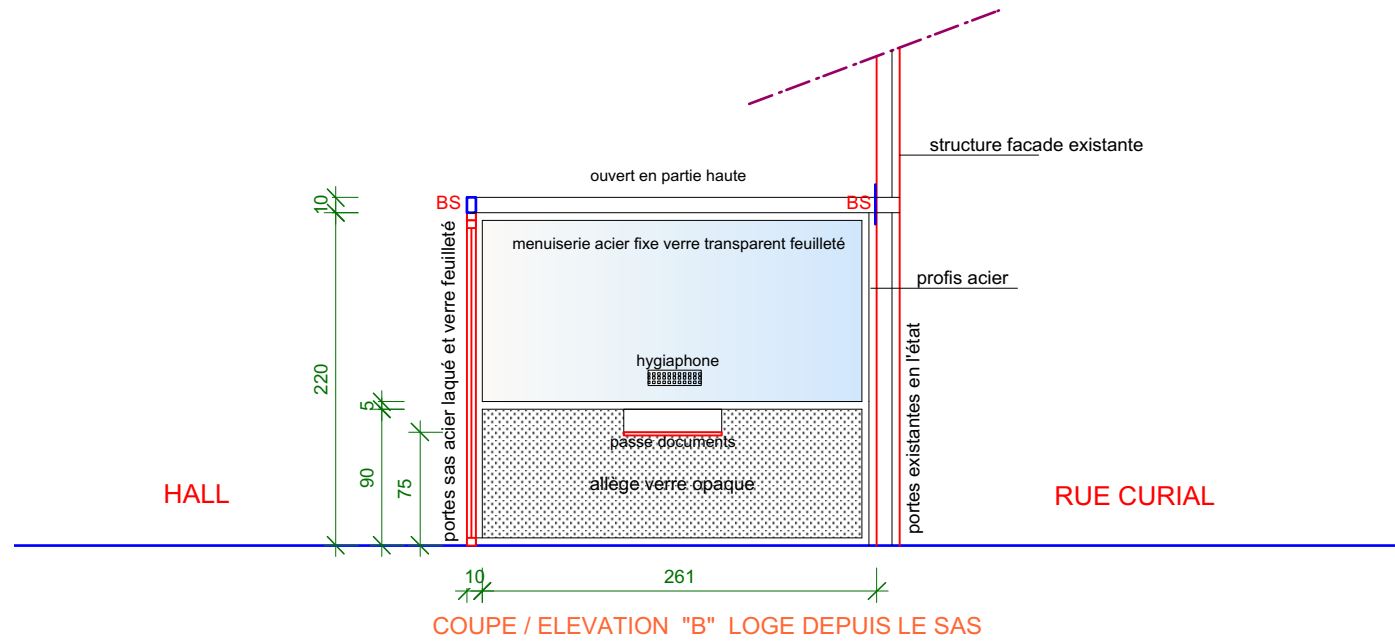 structure facade existante
ouvert en partie haute
10
BS
BS
menuiserie acier fixe verre transparent feuilleté
profis acier
portes sas acier laqué et verre feuilleté
portes existantes en l'état
hygiaphone
220
5
90
75
passe documents
allège verre opaque
HALL
RUE CURIAL
10
261
COUPE / ELEVATION "B" LOGE DEPUIS LE SAS